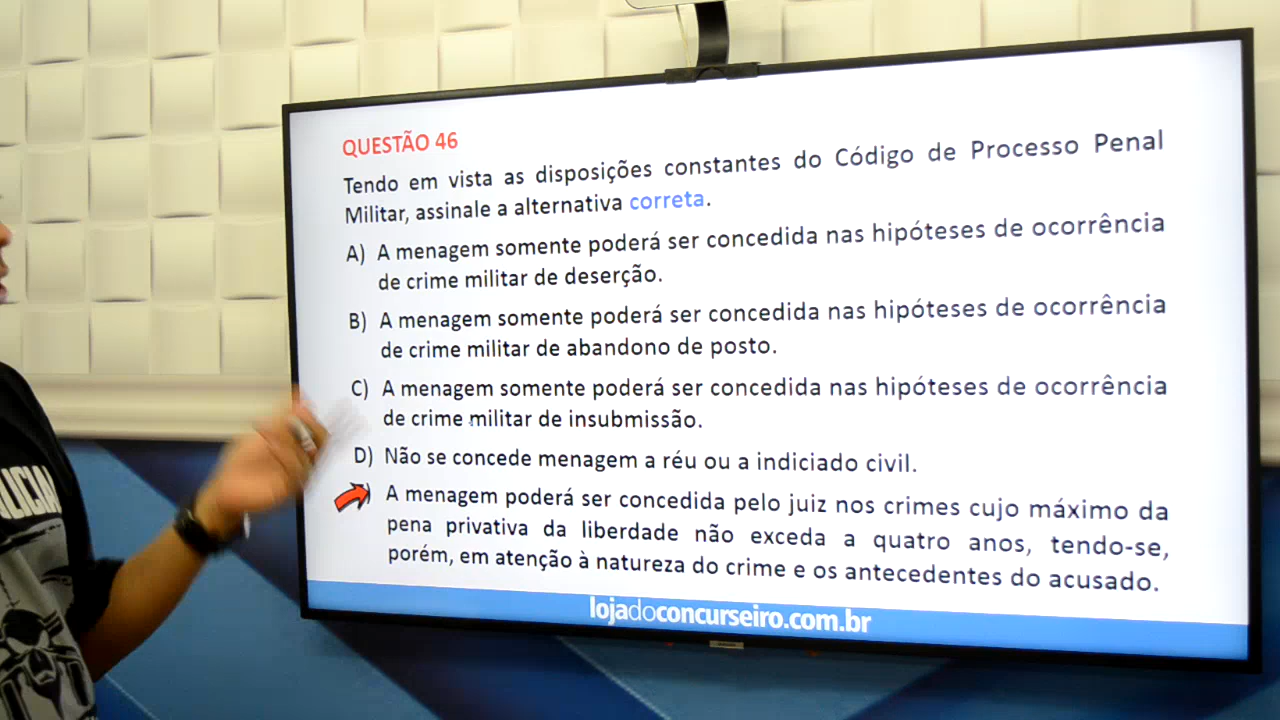 QUESTÃO 46
Tendo em vista as disposições constantes do Código de Processo Penal
Militar, assinale a alternativa correta.
A) A menagem somente poderá ser concedida nas hipóteses de ocorrência
de crime militar de deserção.
B) A menagem somente poderá ser concedida nas hipóteses de ocorrência
de crime militar de abandono de posto.
C) A menagem somente poderá ser concedida nas hipóteses de ocorrência
de crime militar de insubmissão.
D) Não se concede menagem a réu ou a indiciado civil.
A menagem poderá ser concedida pelo juiz nos crimes cujo máximo da
pena privativa da liberdade não exceda a quatro anos, tendo-se,
porém, em atenção à natureza do crime e os antecedentes do acusado.
lojadoconcurseiro.com.br